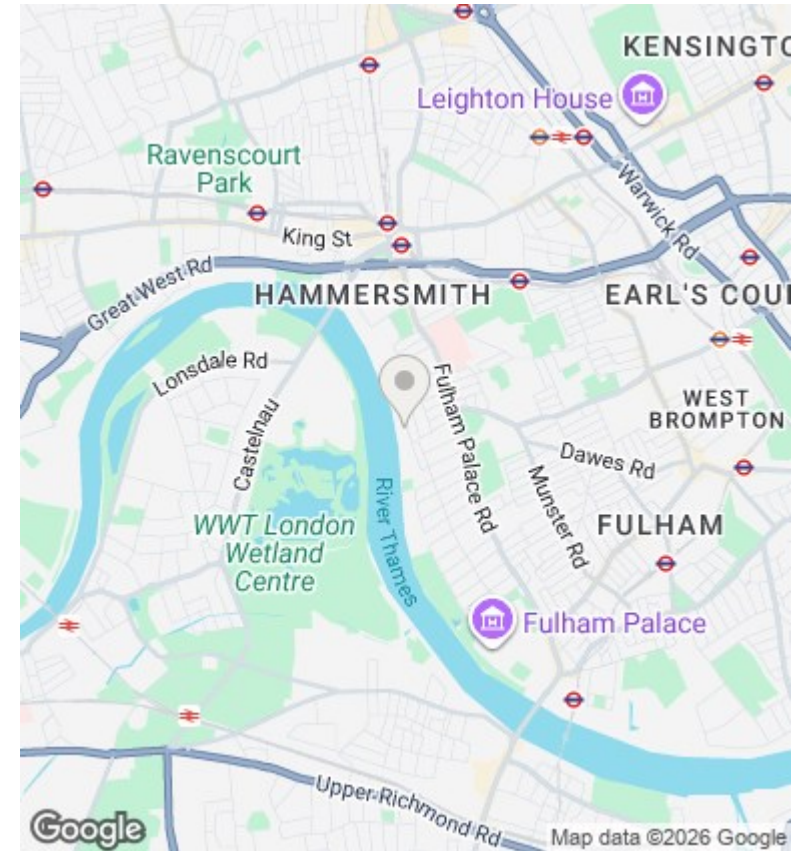 KENSINGTO
Leighton House
Ravenscourt
Park
Warwick Rd
King St
Great West Rd
HAMMERSMITH
EARL'S COU
Lonsdale Rd
Fulham Palace Rd
Castelnau
WEST
BROMPTON
Dawes Rd
Munster Rd
River Thames
WWT London
Wetland
Centre
FULHAM
Fulham Palace
Upper Richmond Rd
Google
Map data ©2026 Google